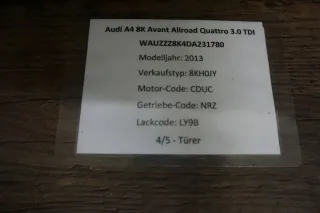 Audi A4 8K Avant Allroad Quattro 3.0 TDI
WAUZZZ8K4DA231780
Modelljahr: 2013
Verkaufstyp: 8KH0JY
Motor-Code: CDUC
Getriebe-Code: NRZ
Lackcode: LY9B
4/5 - Türer